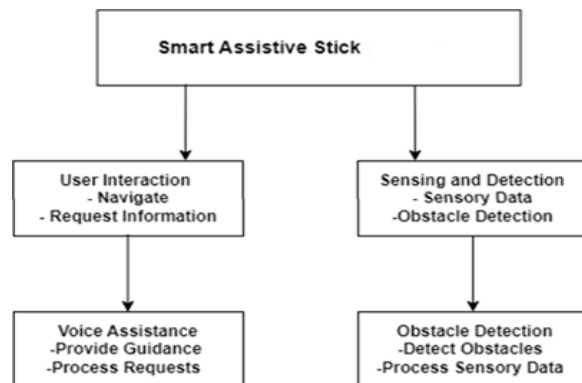 Smart Assistive Stick
User Interaction
- Navigate
- Request Information
Sensing and Detection
- Sensory Data
-Obstacle Detection
Voice Assistance
-Provide Guidance
-Process Requests
Obstacle Detection
-Detect Obstacles
-Process Sensory Data